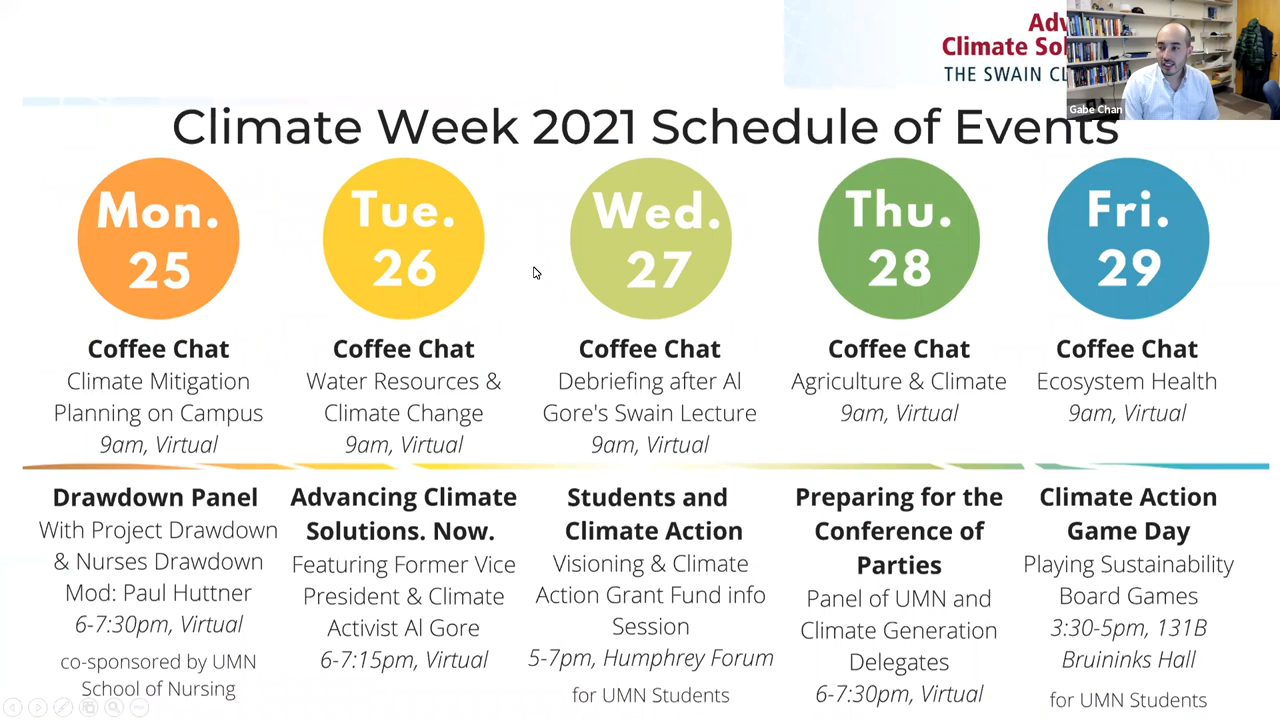 Adv
Climate Sol
THE SWAIN CL
Gabe Chan
Climate Week 2021 Schedule of Events
Mon.
25
Tue.
26
Wed.
27
Thu.
28
Fri.
29
Coffee Chat
Climate Mitigation
Planning on Campus
9am, Virtual
Coffee Chat
Water Resources &
Climate Change
9am, Virtual
Coffee Chat
Debriefing after Al
Gore's Swain Lecture
9am, Virtual
Coffee Chat
Agriculture & Climate
9am, Virtual
Coffee Chat
Ecosystem Health
9am, Virtual
Drawdown Panel
With Project Drawdown
& Nurses Drawdown
Mod: Paul Huttner
6-7:30pm, Virtual
co-sponsored by UMN
School of Nursing
Advancing Climate
Solutions. Now.
Featuring Former Vice
President & Climate
Activist Al Gore
6-7:15pm, Virtual
Students and
Climate Action
Visioning & Climate
Action Grant Fund info
Session
5-7pm, Humphrey Forum
for UMN Students
Preparing for the
Conference of
Parties
Panel of UMN and
Climate Generation
Delegates
6-7:30pm, Virtual
Climate Action
Game Day
Playing Sustainability
Board Games
3:30-5pm, 131B
Bruininks Hall
for UMN Students